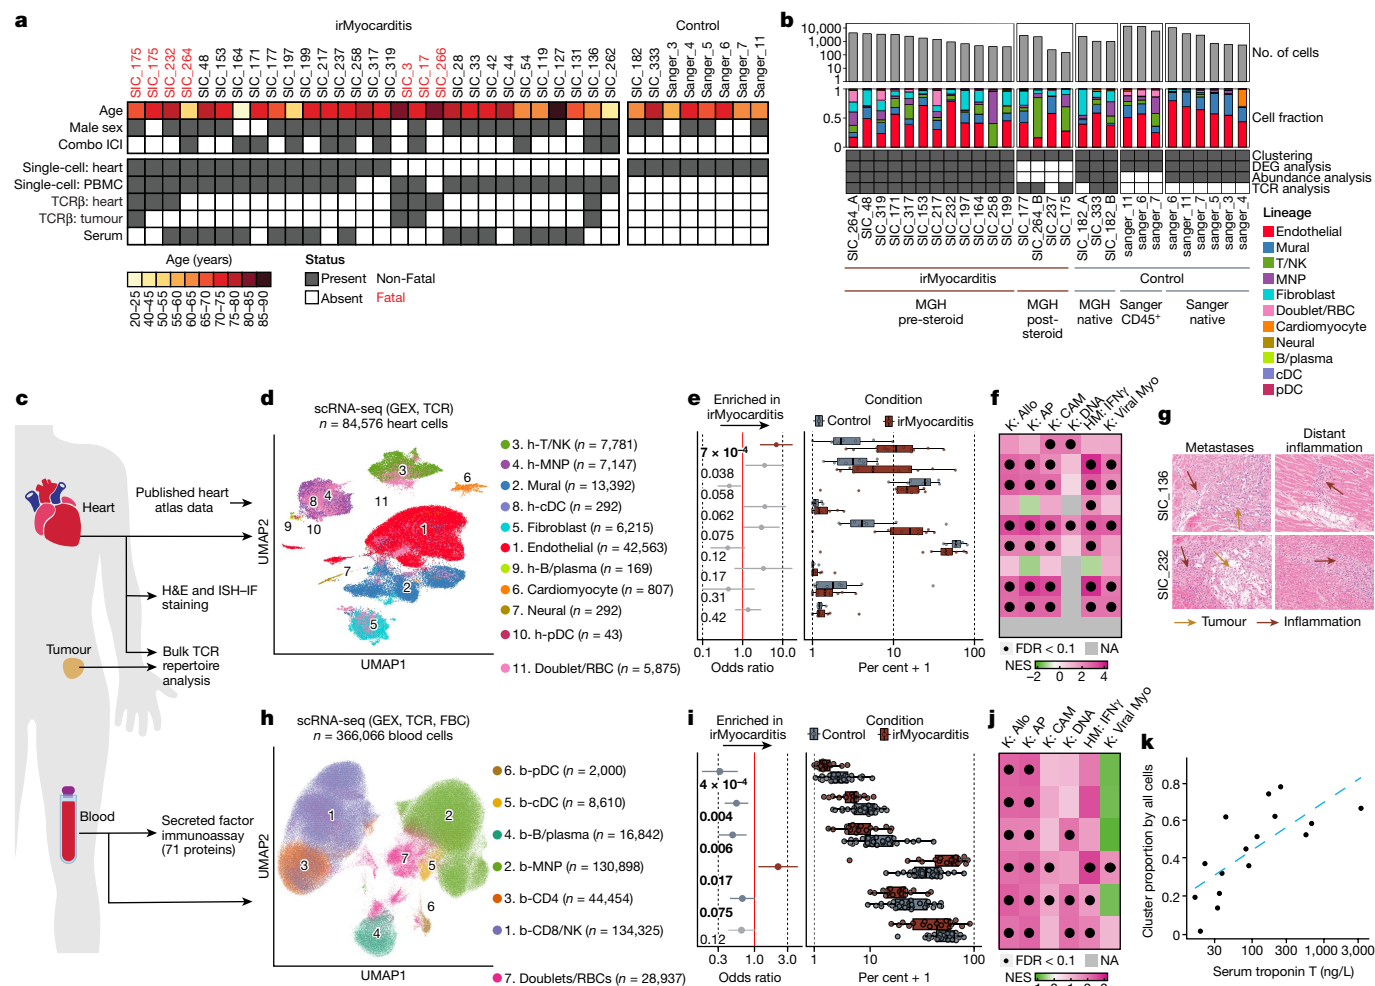 a
irMyocarditis
Control
SIC_175
SIC_175
SIC_232
SIC_264
SIC_48
SIC_153
SIC_164
SIC_171
SIC_177
SIC_197
SIC_199
SIC_217
SIC_237
SIC_258
SIC_317
SIC_319
SIC_3
SIC_17
SIC_266
SIC_28
SIC_33
SIC_42
SIC_44
SIC_54
SIC_119
SIC_127
SIC_131
SIC_136
SIC_262
SIC_182
SIC_333
Sanger_3
Sanger_4
Sanger_5
Sanger_6
Sanger_7
Sanger_11
Age
Male sex
Combo ICI
Single-cell: heart
Single-cell: PBMC
TCRβ: heart
TCRβ: tumour
Serum
Age (years)
20–25
40–45
50–55
55–60
60–65
65–70
70–75
75–80
80–85
85–90
Status
Present
Non-Fatal
Absent
Fatal
b
10,000
1,000
100
10
1
No. of cells
1
0.5
0
Cell fraction
Clustering
DEG analysis
Abundance analysis
TCR analysis
SIC_264_A
SIC_48
SIC_319
SIC_171
SIC_317
SIC_153
SIC_217
SIC_232
SIC_197
SIC_164
SIC_258
SIC_199
SIC_177
SIC_264_B
SIC_237
SIC_175
SIC_182_A
SIC_333
SIC_182_B
sanger_11
sanger_6
sanger_7
sanger_6
sanger_11
sanger_7
sanger_5
sanger_3
sanger_4
irMyocarditis
Control
MGH
pre-steroid
MGH
post-
steroid
MGH
native
Sanger
CD45+
Sanger
native
Lineage
Endothelial
Mural
T/NK
MNP
Fibroblast
Doublet/RBC
Cardiomyocyte
Neural
B/plasma
cDC
pDC
c
Heart
Published heart
atlas data
H&E and ISH–IF
staining
Tumour
Bulk TCR
repertoire
analysis
Blood
Secreted factor
immunoassay
(71 proteins)
d
scRNA-seq (GEX, TCR)
n = 84,576 heart cells
3
8
4
6
11
9
10
1
7
2
5
UMAP2
UMAP1
3. h-T/NK (n = 7,781)
4. h-MNP (n = 7,147)
2. Mural (n = 13,392)
8. h-cDC (n = 292)
5. Fibroblast (n = 6,215)
1. Endothelial (n = 42,563)
9. h-B/plasma (n = 169)
6. Cardiomyocyte (n = 807)
7. Neural (n = 292)
10. h-pDC (n = 43)
11. Doublet/RBC (n = 5,875)
e
Enriched in
irMyocarditis
7 × 10–4
0.038
0.058
0.062
0.075
0.12
0.17
0.31
0.42
0.1
1.0
10.0
Odds ratio
Condition
Control
irMyocarditis
1
10
100
Per cent + 1
f
K: Allo
K: AP
K: CAM
K: DNA
HM: IFNγ
K: Viral Myo
FDR < 0.1
NA
NES
–2
0
2
4
g
Metastases
Distant
inflammation
SIC_136
SIC_232
Tumour
Inflammation
h
scRNA-seq (GEX, TCR, FBC)
n = 366,066 blood cells
1
2
3
7
5
6
4
UMAP2
UMAP1
6. b-pDC (n = 2,000)
5. b-cDC (n = 8,610)
4. b-B/plasma (n = 16,842)
2. b-MNP (n = 130,898)
3. b-CD4 (n = 44,454)
1. b-CD8/NK (n = 134,325)
7. Doublets/RBCs (n = 28,937)
i
Enriched in
irMyocarditis
4 × 10–4
0.004
0.006
0.017
0.075
0.12
0.3
1.0
3.0
Odds ratio
Condition
Control
irMyocarditis
1
10
100
Per cent + 1
j
K: Allo
K: AP
K: CAM
K: DNA
HM: IFNγ
K: Viral Myo
FDR < 0.1
NA
NES
k
Cluster proportion by all cells
0.8
0.6
0.4
0.2
0
30
100
300
1,000
3,000
Serum troponin T (ng/L)